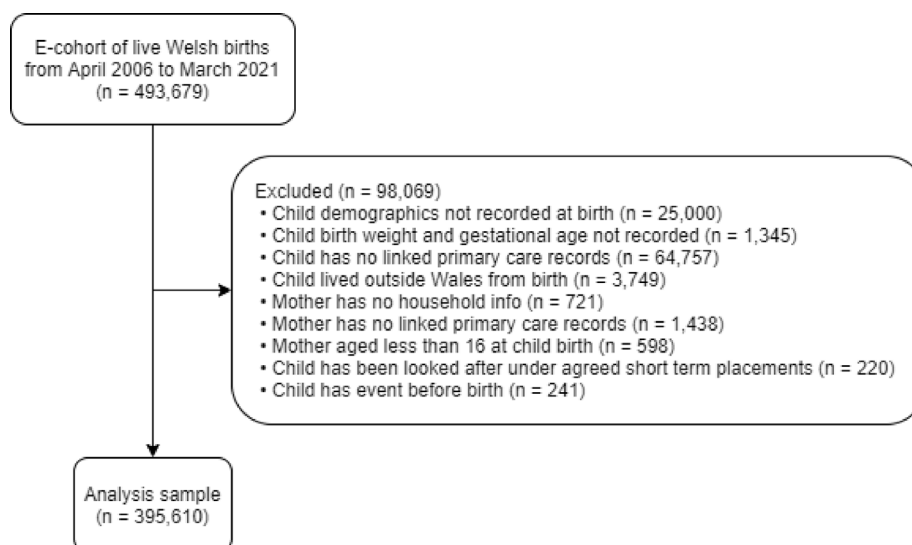 E-cohort of live Welsh births
from April 2006 to March 2021
(n = 493,679)
Excluded (n = 98,069)
• Child demographics not recorded at birth (n = 25,000)
• Child birth weight and gestational age not recorded (n = 1,345)
• Child has no linked primary care records (n = 64,757)
• Child lived outside Wales from birth (n = 3,749)
• Mother has no household info (n = 721)
• Mother has no linked primary care records (n = 1,438)
• Mother aged less than 16 at child birth (n = 598)
• Child has been looked after under agreed short term placements (n = 220)
• Child has event before birth (n = 241)
Analysis sample
(n = 395,610)